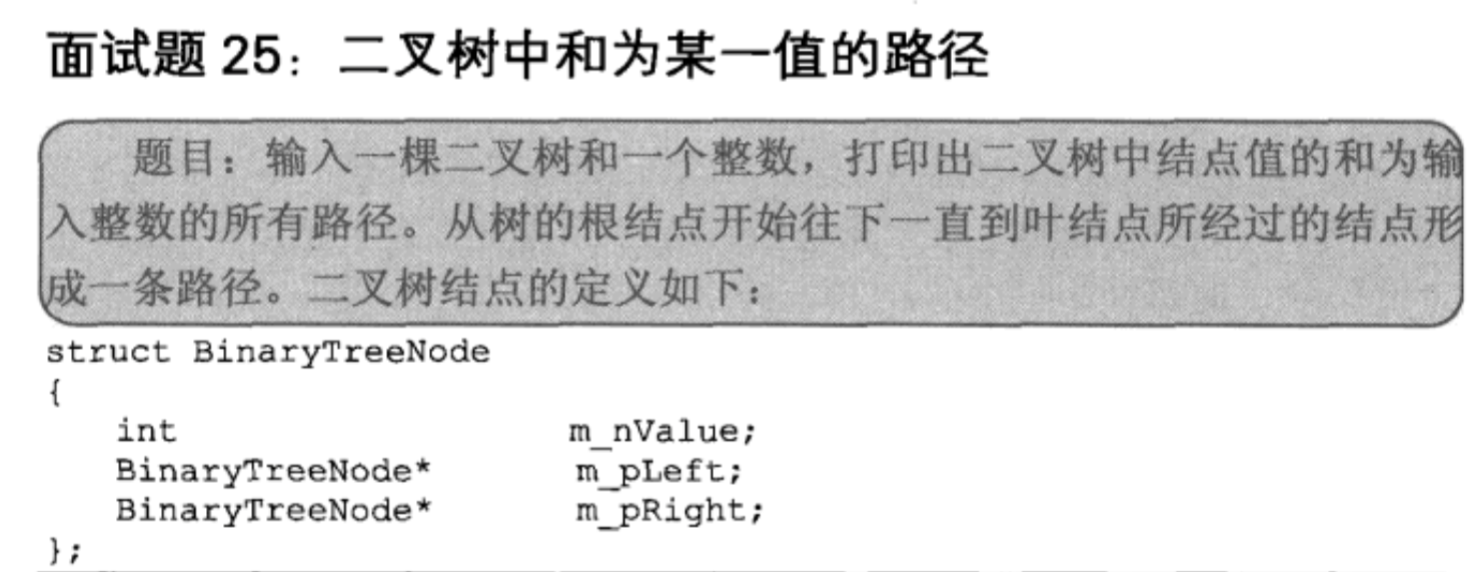 面试题 25：二叉树中和为某一值的路径
题目：输入一棵二叉树和一个整数，打印出二叉树中结点值的和为输
入整数的所有路径。从树的根结点开始往下一直到叶结点所经过的结点形
成一条路径。二叉树结点的定义如下：
struct BinaryTreeNode
{
int m_nValue;
BinaryTreeNode* m_pLeft;
BinaryTreeNode* m_pRight;
};